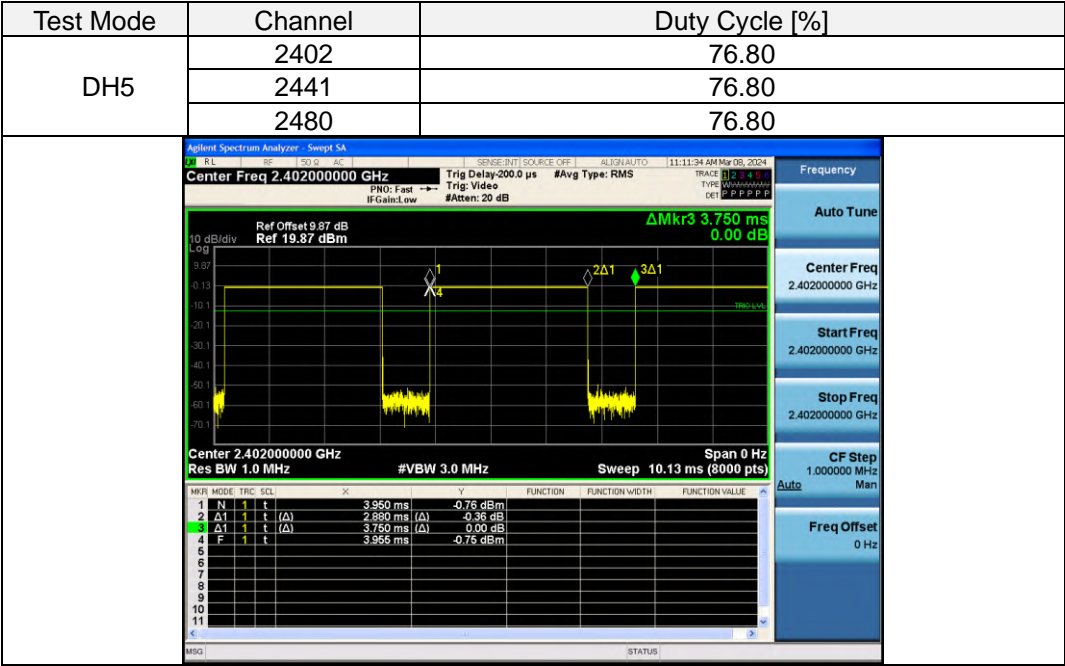 Test Mode Channel Duty Cycle [%]
DH5
2402 76.80
2441 76.80
2480 76.80
Agilent Spectrum Analyzer - Swept SA
RL RF 50 Ω AC SENSE:INT SOURCE OFF ALIGN AUTO 11:11:34 AM Mar 08, 2024
Center Freq 2.402000000 GHz
PNO: Fast
IFGain:Low
Trig Delay-200.0 µs #Avg Type: RMS
Trig: Video
#Atten: 20 dB
TRACE 1 2 3 4 5 6
TYPE
DET P P P P P P
ΔMkr3 3.750 ms
0.00 dB
Ref Offset 9.87 dB
10 dB/div Ref 19.87 dBm
Log
9.87
-0.13
-10.1
-20.1
-30.1
-40.1
-50.1
-60.1
-70.1
1
2Δ1
3Δ1
4
TRIG LVL
Center 2.402000000 GHz Span 0 Hz
Res BW 1.0 MHz #VBW 3.0 MHz Sweep 10.13 ms (8000 pts)
MKR MODE TRC SCL X Y FUNCTION FUNCTION WIDTH FUNCTION VALUE
1 N 1 t 3.950 ms -0.76 dBm
2 Δ1 1 t (Δ) 2.880 ms (Δ) -0.36 dB
3 Δ1 1 t (Δ) 3.750 ms (Δ) 0.00 dB
4 F 1 t 3.955 ms -0.75 dBm
5
6
7
8
9
10
11
MSG STATUS
Frequency
Auto Tune
Center Freq
2.402000000 GHz
Start Freq
2.402000000 GHz
Stop Freq
2.402000000 GHz
CF Step
1.000000 MHz
Auto Man
Freq Offset
0 Hz